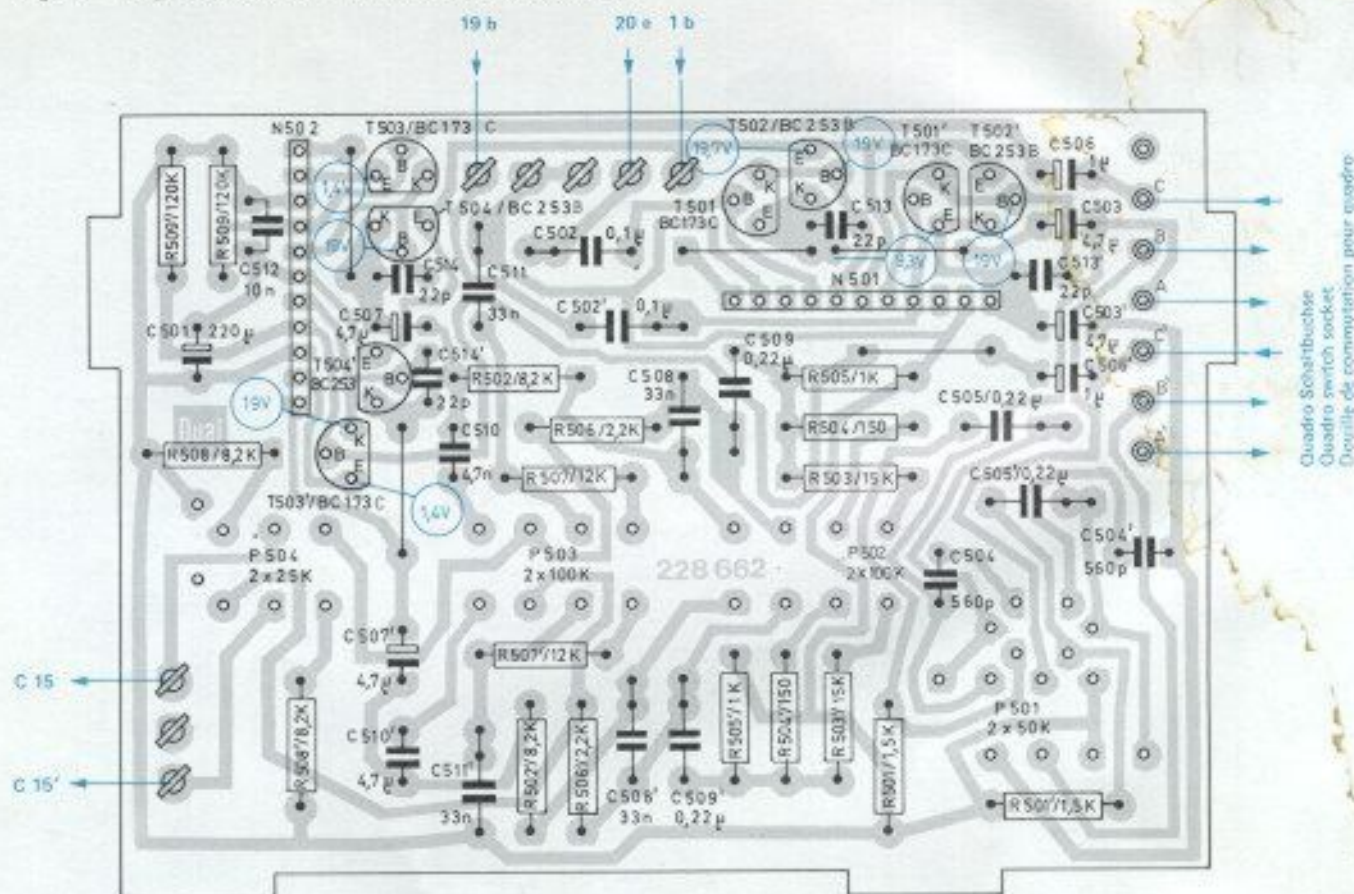 19 b
20 e
1 b
N502
T503/BC173 C
T502/BC253B
T501'
BC173C
T502'
BC253B
C506
1µ
19,7V
19V
1,4V
T504/BC253B
T501
BC173C
C513
22p
C503
4,7µ
R509'/120K
R509/120K
C502
0,1µ
C512
10n
C514
22p
C511
33n
8,3V
19V
C513'
22p
N501
C501
220µ
C507
4,7µ
C502'
0,1µ
C503'
4,7µ
T504'
BC253
C514'
22p
R502/8,2K
C508
33n
C509
0,22µ
R505/1K
C506'
1µ
19V
Dual
C510
4,7n
R506/2,2K
R504/150
C505/0,22µ
R508/8,2K
R507/12K
R503/15K
C505'/0,22µ
T503'/BC173C
1,4V
P504
2x25K
P503
2x100K
228 662
P502
2x100K
C504
560p
C504'
560p
C507'
4,7µ
R507'/12K
C 15
C 15'
R508'/8,2K
C510'
4,7µ
C511'
33n
R502'/8,2K
R506'/2,2K
C508'
33n
C509'
0,22µ
R505'/1K
R504'/150
R503'/15K
R501/1,5K
P501
2x50K
R501'/1,5K
C
B
A
C'
B'
E
B
K
Quadro Schaltbuchse
Quadro switch socket
Douille de commutation pour quadro